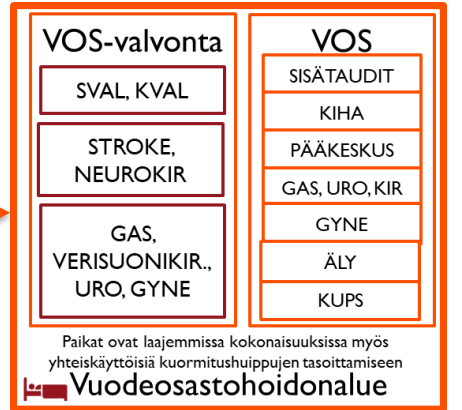 VOS-valvonta
SVAL, KVAL
STROKE,
NEUROKIR
GAS,
VERISUONIKIR.,
URO, GYNE
VOS
SISÄTAUDIT
KIHA
PÄÄKESKUS
GAS, URO, KIR
GYNE
ÄLY
KUPS
Paikat ovat laajemmissa kokonaisuuksissa myös
yhteiskäyttöisiä kuormitushuippujen tasoittamiseen
Vuodeosastohoidonalue